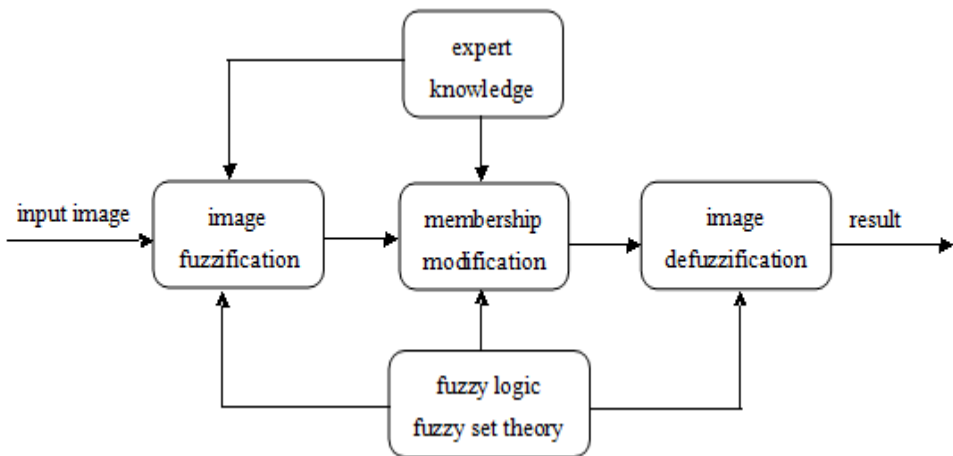 expert
knowledge
input image
image
fuzzification
membership
modification
image
defuzzification
result
fuzzy logic
fuzzy set theory